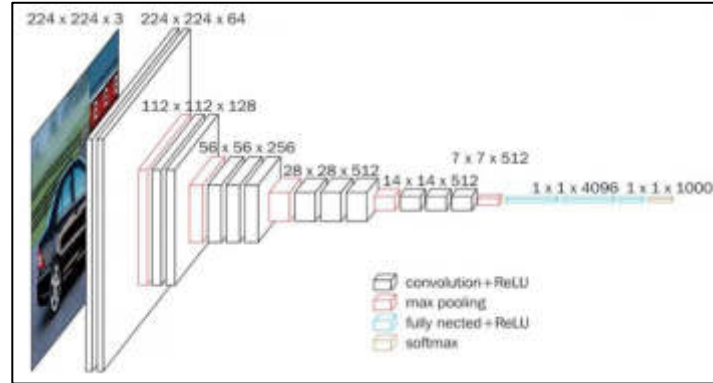 224 x 224 x 3
224 x 224 x 64
112 x 112 x 128
56 x 56 x 256
28 x 28 x 512
14 x 14 x 512
7 x 7 x 512
1 x 1 x 4096
1 x 1 x 1000
convolution+ReLU
max pooling
fully nected+ReLU
softmax